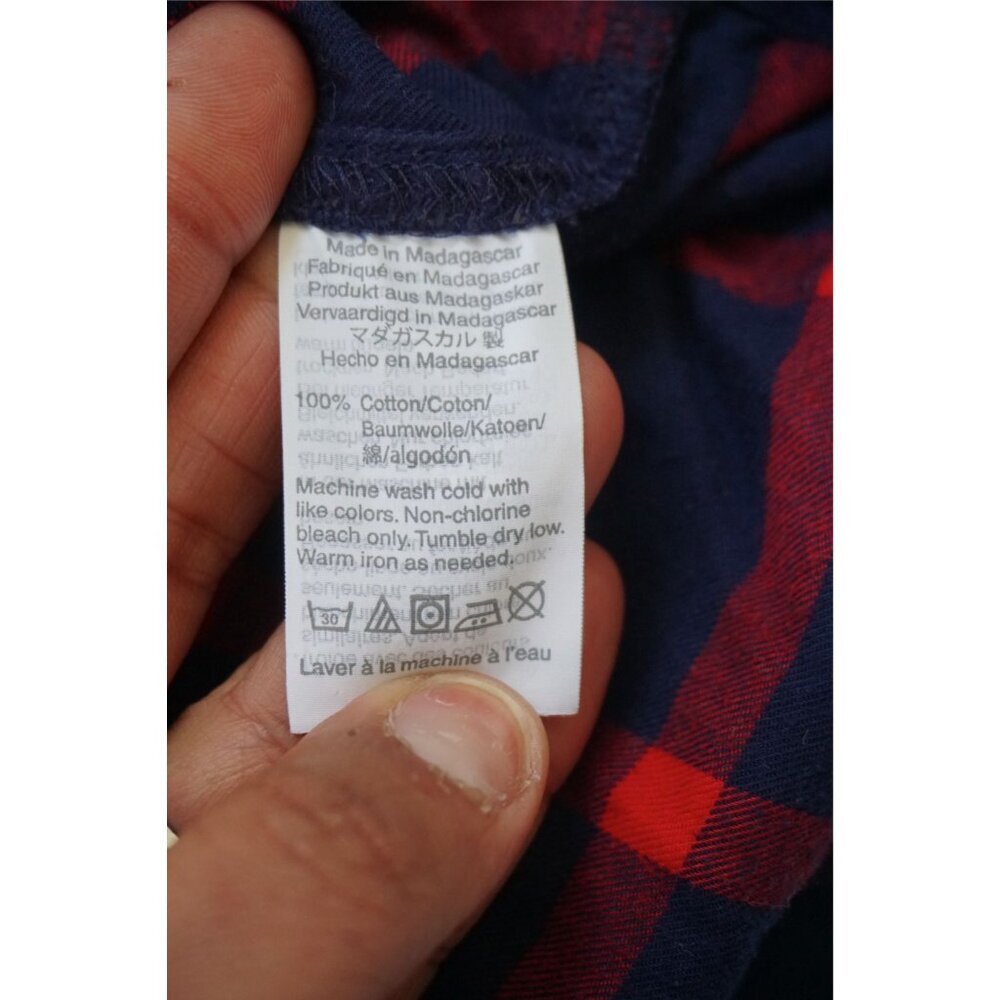 Made in Madagascar
Fabriqué en Madagascar
Produkt aus Madagaskar
Vervaardigd in Madagascar
マダガスカル 製
Hecho en Madagascar
100% Cotton/Coton/
Baumwolle/Katoen/
綿/algodón
Machine wash cold with
like colors. Non-chlorine
bleach only. Tumble dry low.
Warm iron as needed.
30
Laver à la machine à l'eau